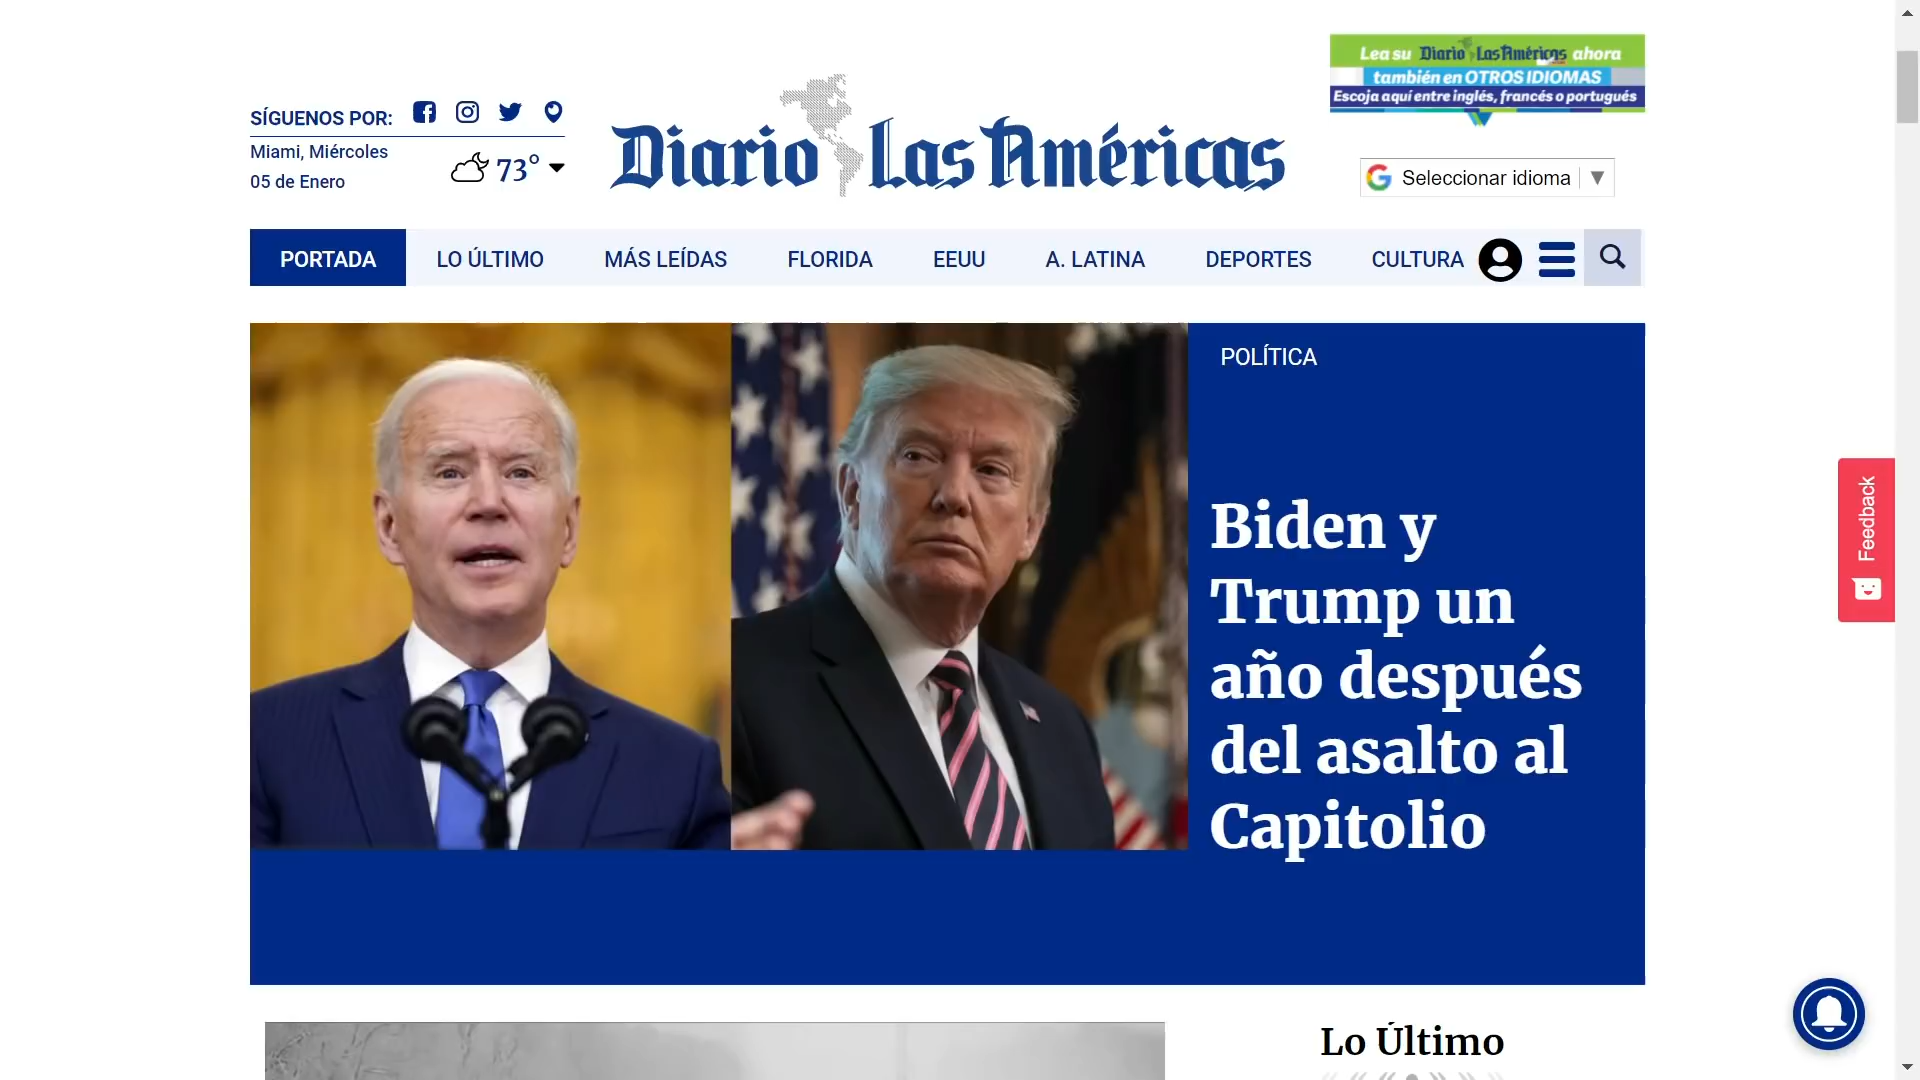 Lea su Diario Las Américas ahora
también en OTROS IDIOMAS
Escoja aquí entre inglés, francés o portugués
SÍGUENOS POR:
Miami, Miércoles
05 de Enero
73°
Diario Las Américas
Seleccionar idioma ▼
PORTADA LO ÚLTIMO MÁS LEÍDAS FLORIDA EEUU A. LATINA DEPORTES CULTURA
POLÍTICA
Biden y
Trump un
año después
del asalto al
Capitolio
Feedback
Lo Último